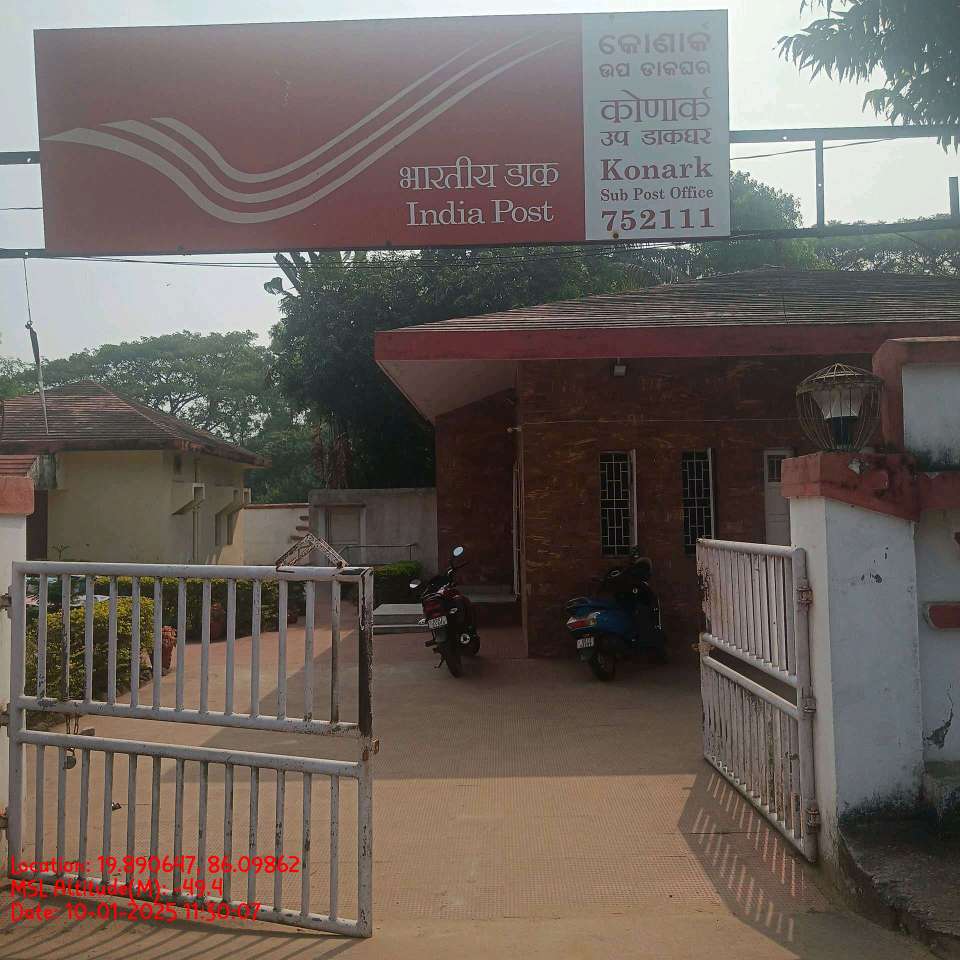 भारतीय डाक
India Post
କୋଣାର୍କ
ଉପ ଡାକଘର
कोणार्क
उप डाकघर
Konark
Sub Post Office
752111
Location: 19.890647, 86.09862
MSL Altitude(M): -49.4
Date: 10-01-2025 11:30:07